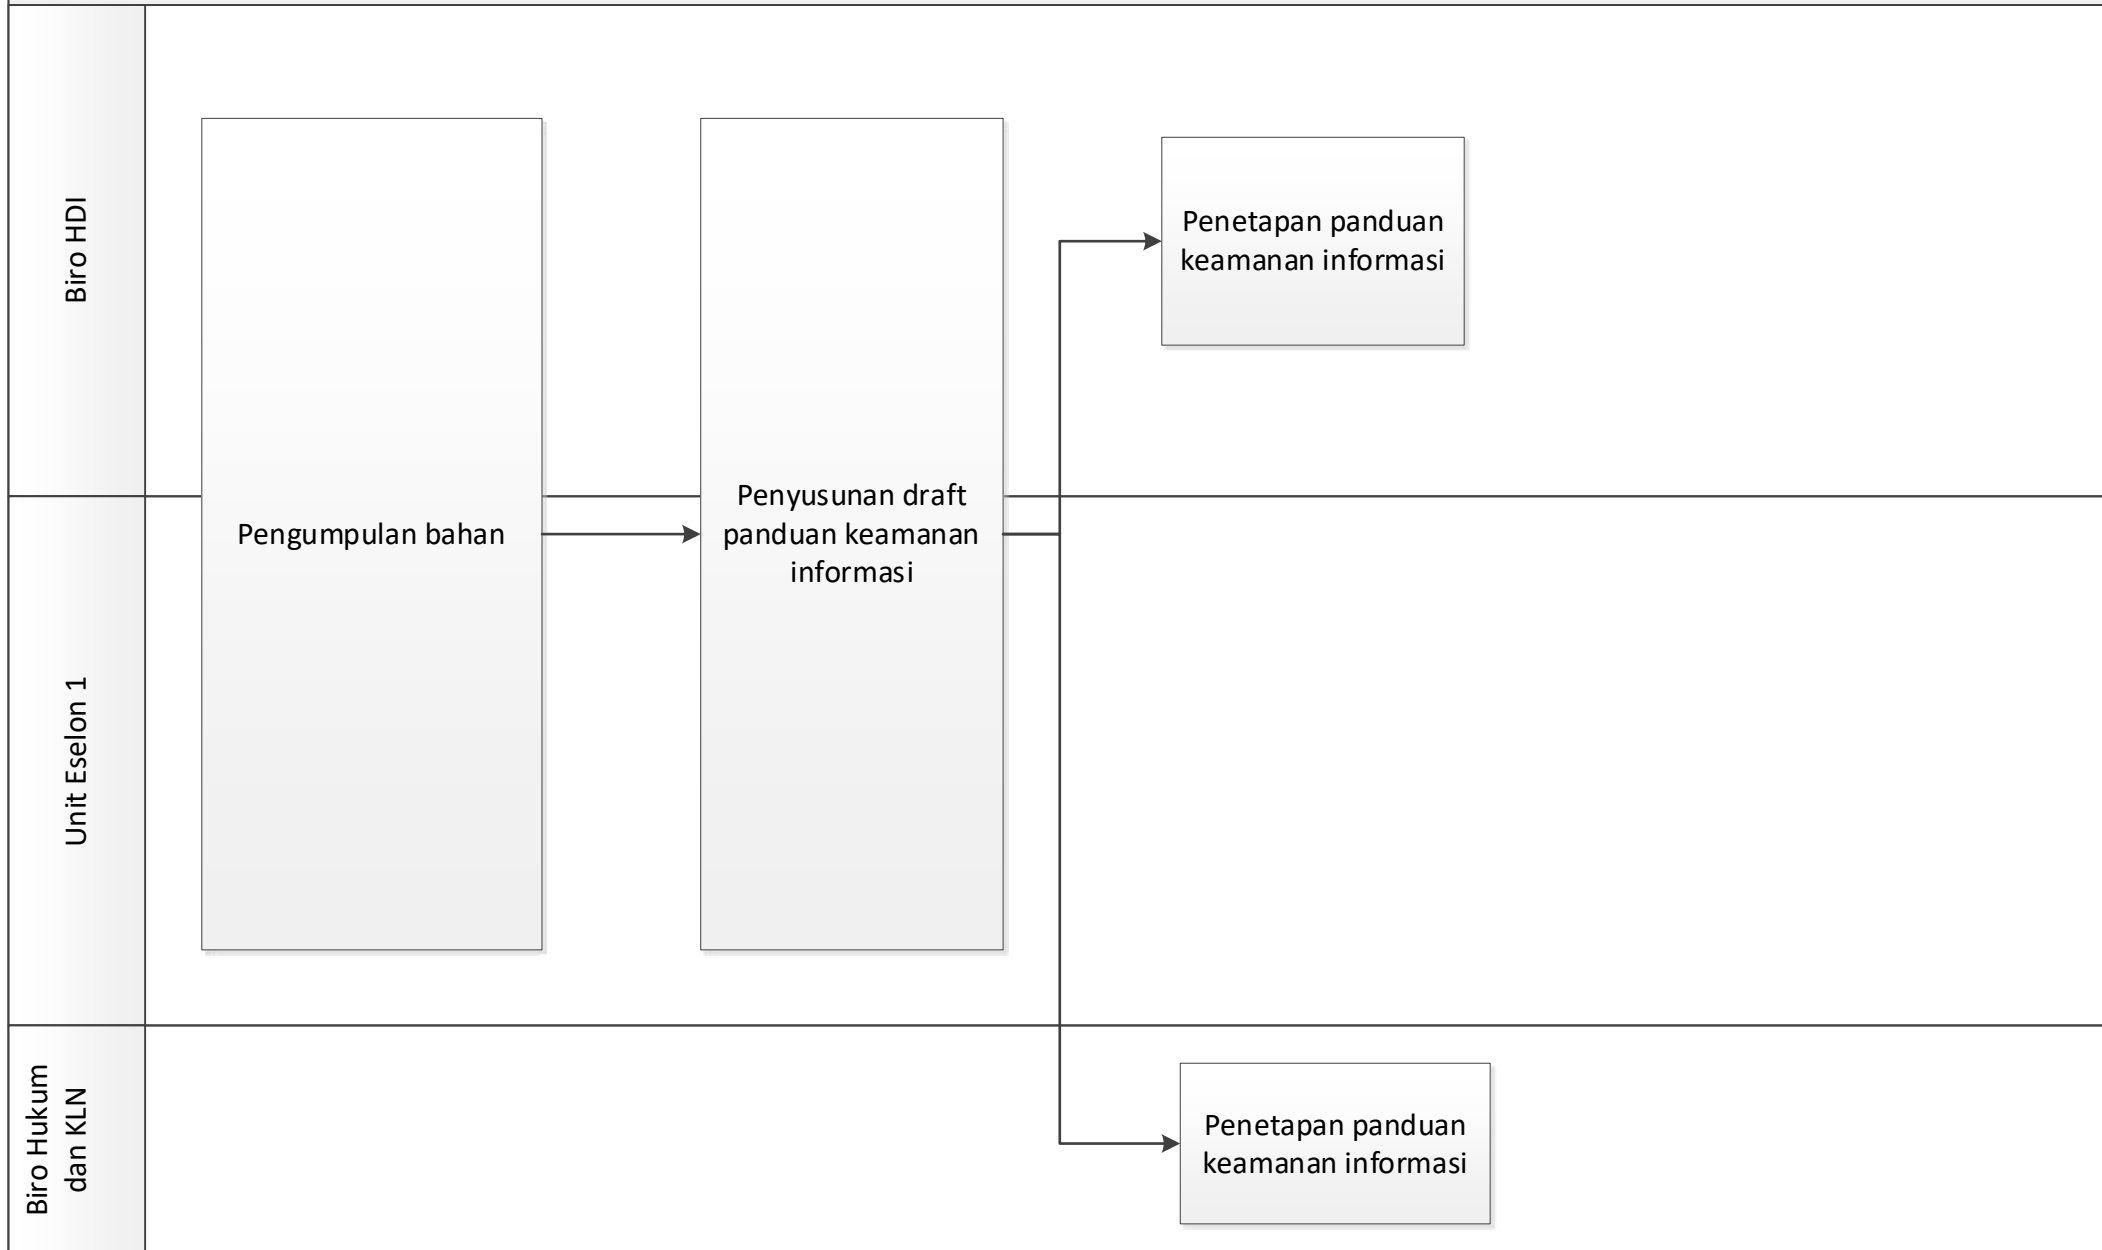 Biro HDI
Pengumpulan bahan
Penyusunan draft
panduan keamanan
informasi
Penetapan panduan
keamanan informasi
Unit Eselon 1
Biro Hukum
dan KLN
Penetapan panduan
keamanan informasi